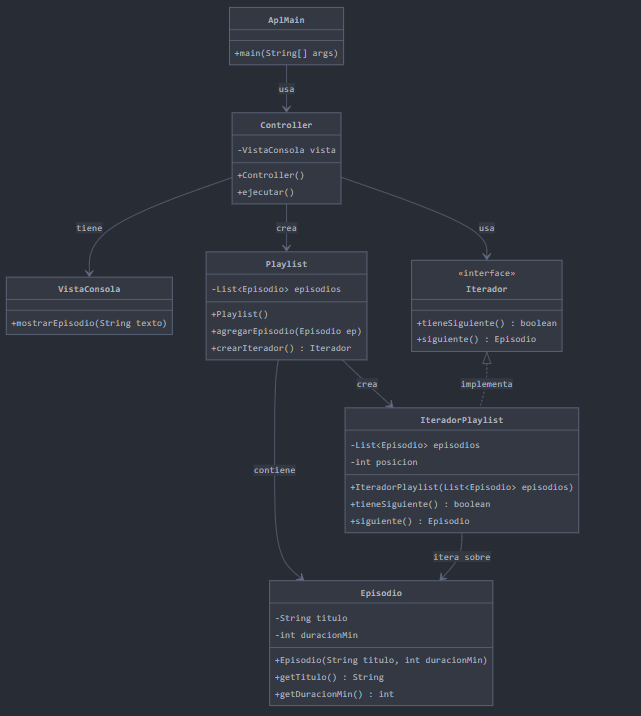 AplMain
+main(String[] args)
usa
Controller
-VistaConsola vista
+Controller()
+ejecutar()
tiene
crea
usa
VistaConsola
+mostrarEpisodio(String texto)
Playlist
-List<Episodio> episodios
+Playlist()
+agregarEpisodio(Episodio ep)
+crearIterador() : Iterador
«interface»
Iterador
+tieneSiguiente() : boolean
+siguiente() : Episodio
crea
implementa
IteradorPlaylist
-List<Episodio> episodios
-int posicion
+IteradorPlaylist(List<Episodio> episodios)
+tieneSiguiente() : boolean
+siguiente() : Episodio
contiene
itera sobre
Episodio
-String titulo
-int duracionMin
+Episodio(String titulo, int duracionMin)
+getTitulo() : String
+getDuracionMin() : int